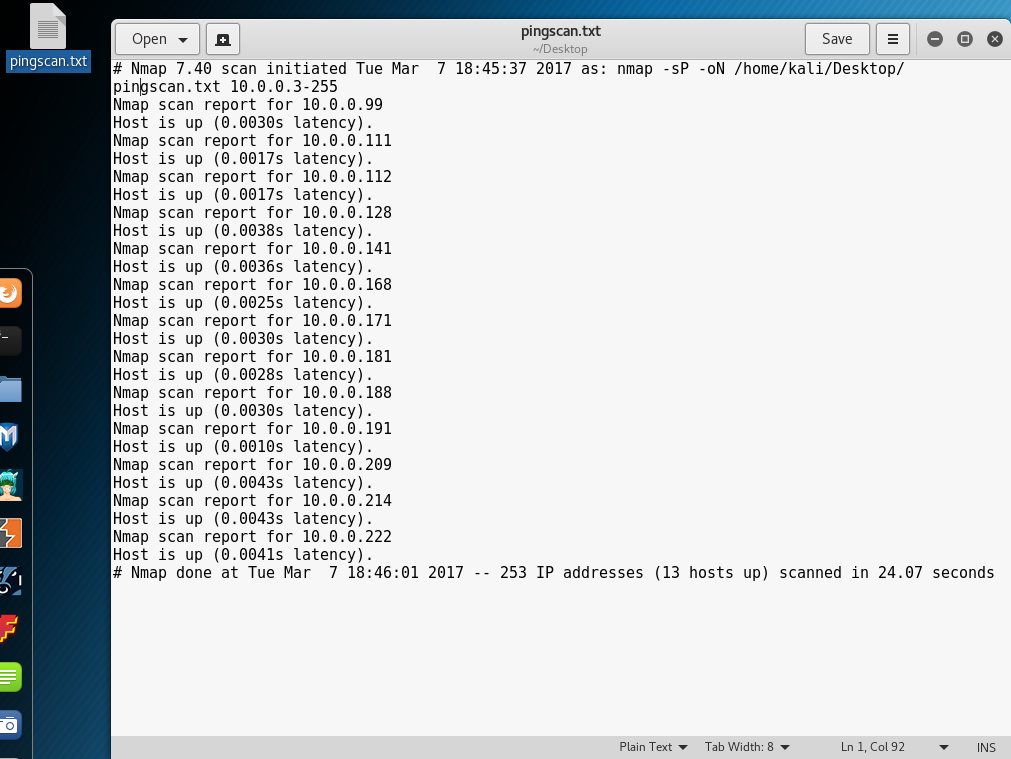 pingscan.txt
Open
pingscan.txt
~/Desktop
Save
# Nmap 7.40 scan initiated Tue Mar  7 18:45:37 2017 as: nmap -sP -oN /home/kali/Desktop/
pingscan.txt 10.0.0.3-255
Nmap scan report for 10.0.0.99
Host is up (0.0030s latency).
Nmap scan report for 10.0.0.111
Host is up (0.0017s latency).
Nmap scan report for 10.0.0.112
Host is up (0.0017s latency).
Nmap scan report for 10.0.0.128
Host is up (0.0038s latency).
Nmap scan report for 10.0.0.141
Host is up (0.0036s latency).
Nmap scan report for 10.0.0.168
Host is up (0.0025s latency).
Nmap scan report for 10.0.0.171
Host is up (0.0030s latency).
Nmap scan report for 10.0.0.181
Host is up (0.0028s latency).
Nmap scan report for 10.0.0.188
Host is up (0.0030s latency).
Nmap scan report for 10.0.0.191
Host is up (0.0010s latency).
Nmap scan report for 10.0.0.209
Host is up (0.0043s latency).
Nmap scan report for 10.0.0.214
Host is up (0.0043s latency).
Nmap scan report for 10.0.0.222
Host is up (0.0041s latency).
# Nmap done at Tue Mar  7 18:46:01 2017 -- 253 IP addresses (13 hosts up) scanned in 24.07 seconds
Plain Text Tab Width: 8 Ln 1, Col 92 INS